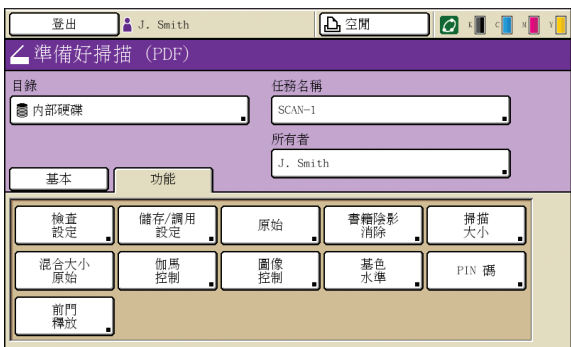 登出 J. Smith 空閒 K C M Y
準備好掃描 (PDF)
目錄 任務名稱
內部硬碟 SCAN-1
所有者
J. Smith
基本 功能
檢查 儲存/調用 原始 書籍陰影 掃描
設定 設定 消除 大小
混合大小 伽馬 圖像 基色 PIN 碼
原始 控制 控制 水準
前門
釋放